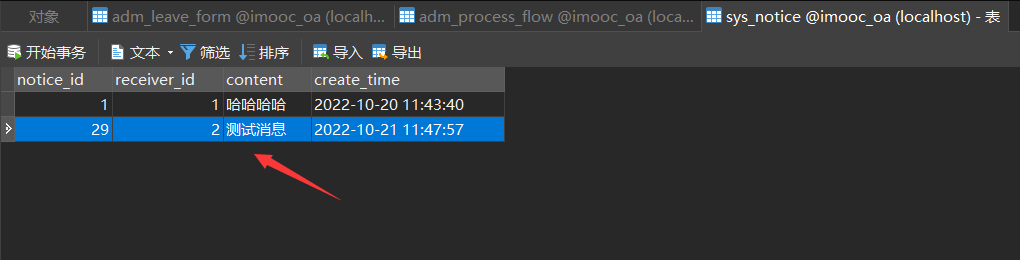 对象 adm_leave_form @imooc_oa (localh... adm_process_flow @imooc_oa (loca... sys_notice @imooc_oa (localhost) - 表
开始事务 文本 筛选 排序 导入 导出
notice_id receiver_id content create_time
1 1 哈哈哈哈 2022-10-20 11:43:40
29 2 测试消息 2022-10-21 11:47:57